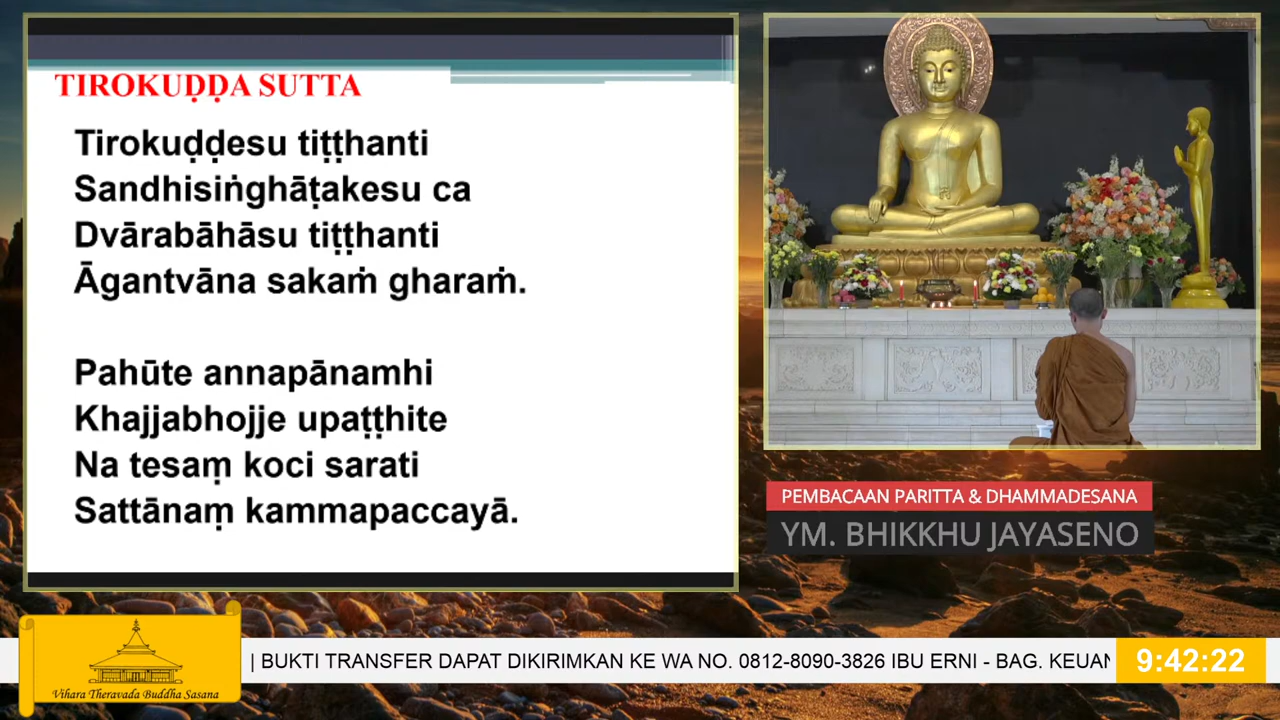 TIROKUḌḌA SUTTA
Tirokuḍḍesu tiṭṭhanti
Sandhisiṅghāṭakesu ca
Dvārabāhāsu tiṭṭhanti
Āgantvāna sakaṁ gharaṁ.
Pahūte annapānamhi
Khajjabhojje upaṭṭhite
Na tesaṃ koci sarati
Sattānaṃ kammapaccayā.
PEMBACAAN PARITTA & DHAMMADESANA
YM. BHIKKHU JAYASENO
Vihara Theravada Buddha Sasana
| BUKTI TRANSFER DAPAT DIKIRIMKAN KE WA NO. 0812-8090-3826 IBU ERNI - BAG. KEUAN
9:42:22